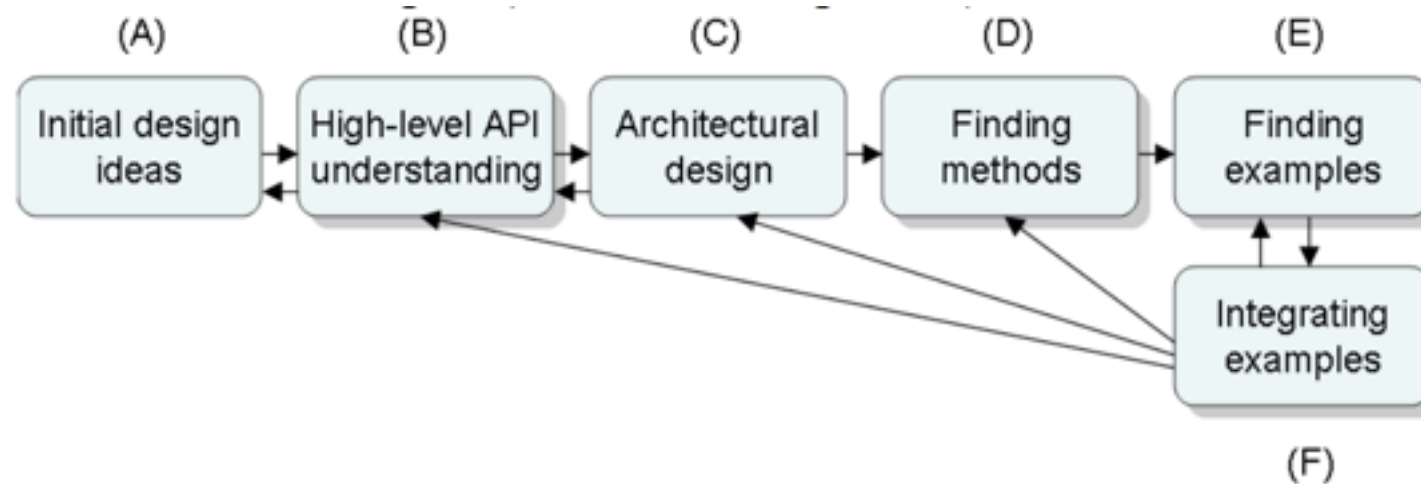 (A) (B) (C) (D) (E)
Initial design ideas
High-level API understanding
Architectural design
Finding methods
Finding examples
Integrating examples
(F)